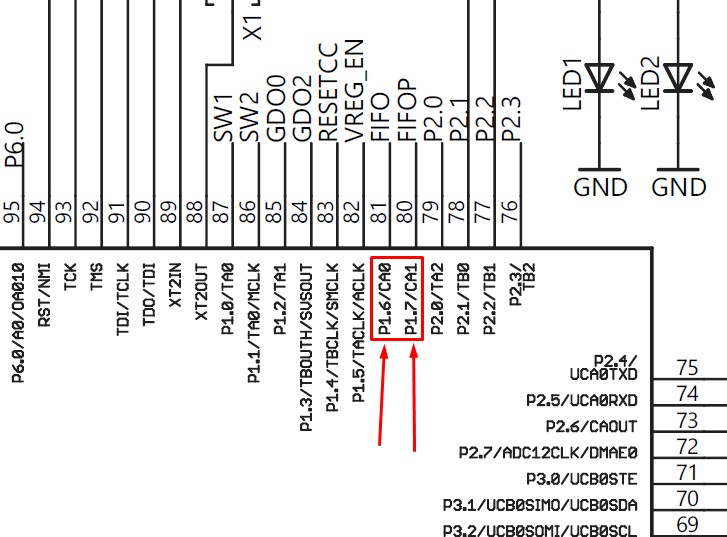 X1
LED1
LED2
GND
GND
P6.0
SW1
SW2
GDO0
GDO2
RESETCC
VREG_EN
FIFO
FIFOP
P2.0
P2.1
P2.2
P2.3
95
94
93
92
91
90
89
88
87
86
85
84
83
82
81
80
79
78
77
76
P6.0/A0/OA0I0
RST/NMI
TCK
TMS
TDI/TCLK
TDO/TDI
XT2IN
XT2OUT
P1.0/TA0
P1.1/TA0/MCLK
P1.2/TA1
P1.3/TBOUTH/SVSOUT
P1.4/TBCLK/SMCLK
P1.5/TACLK/ACLK
P1.6/CA0
P1.7/CA1
P2.0/TA2
P2.1/TB0
P2.2/TB1
P2.3/
TB2
P2.4/
UCA0TXD
75
P2.5/UCA0RXD
74
P2.6/CAOUT
73
P2.7/ADC12CLK/DMAE0
72
P3.0/UCB0STE
71
P3.1/UCB0SIMO/UCB0SDA
70
P3.2/UCB0SOMI/UCB0SCL
69